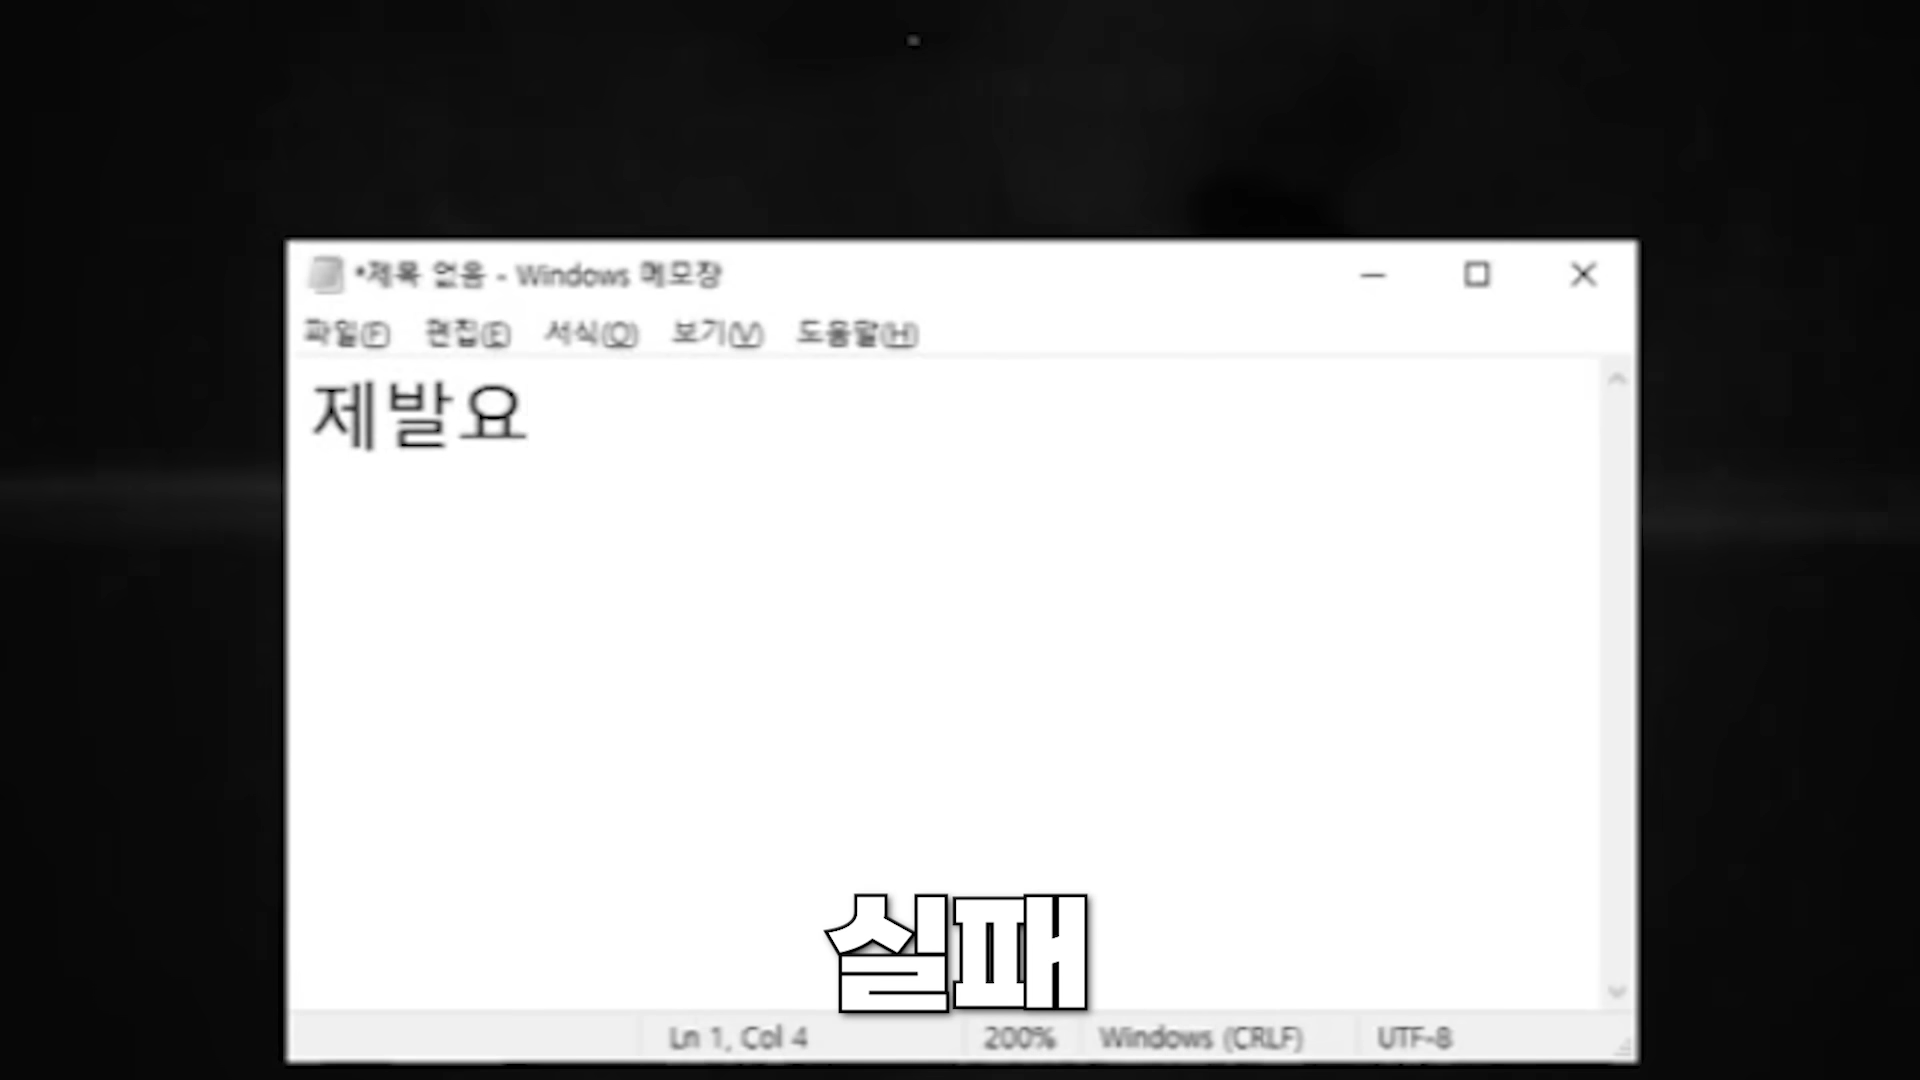 *제목 없음 - Windows 메모장
파일(F) 편집(E) 서식(O) 보기(V) 도움말(H)
제발요
실패
Ln 1, Col 4 200% Windows (CRLF) UTF-8